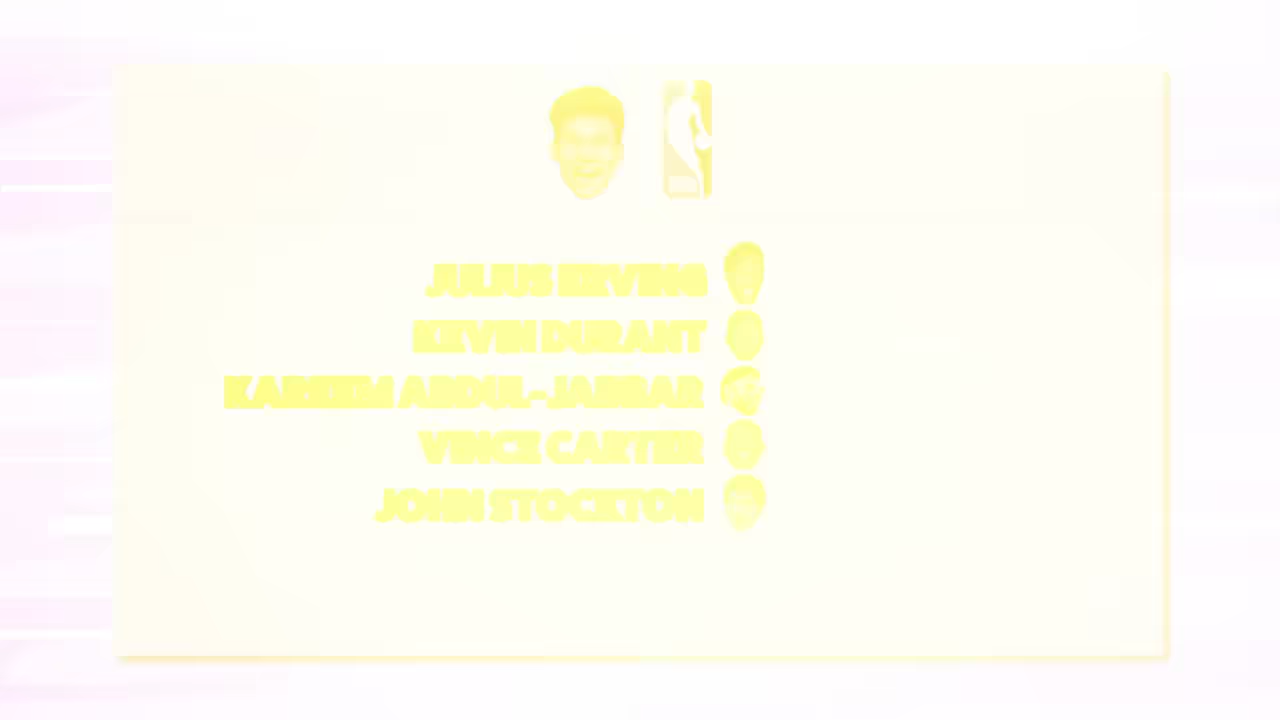 JULIUS ERVING
KEVIN DURANT
KAREEM ABDUL-JABBAR
VINCE CARTER
JOHN STOCKTON